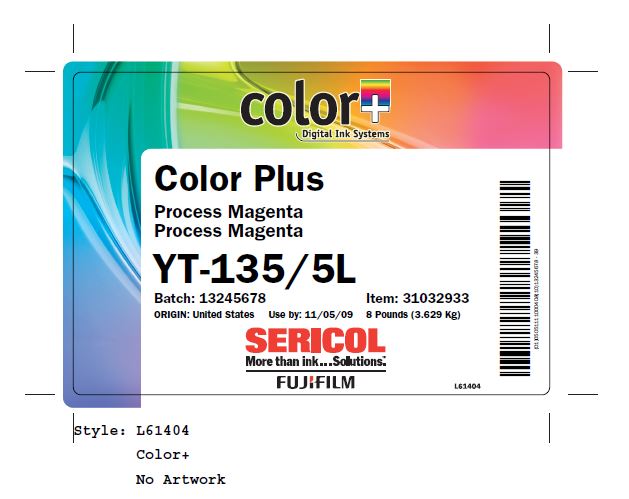 color+
Digital Ink Systems
Color Plus
Process Magenta
Process Magenta
YT-135/5L
Batch: 13245678 Item: 31032933
ORIGIN: United States Use by: 11/05/09 8 Pounds (3.629 Kg)
SERICOL
More than ink...Solutions.
FUJIFILM
L61404
Style: L61404
Color+
No Artwork